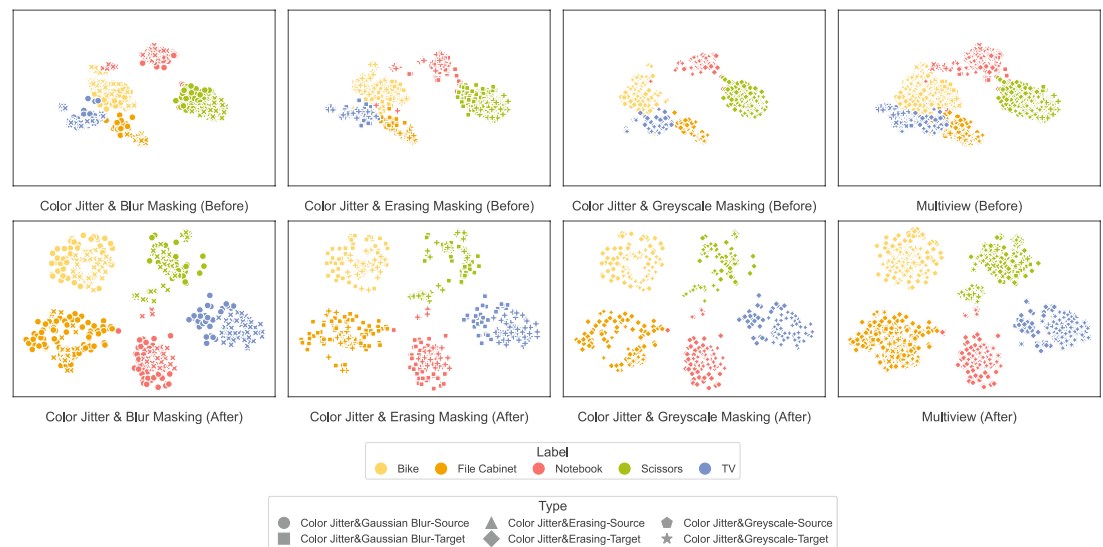 Color Jitter & Blur Masking (Before) Color Jitter & Erasing Masking (Before) Color Jitter & Greyscale Masking (Before) Multiview (Before)
Color Jitter & Blur Masking (After) Color Jitter & Erasing Masking (After) Color Jitter & Greyscale Masking (After) Multiview (After)
Label
Bike File Cabinet Notebook Scissors TV
Type
Color Jitter&Gaussian Blur-Source Color Jitter&Erasing-Source Color Jitter&Greyscale-Source
Color Jitter&Gaussian Blur-Target Color Jitter&Erasing-Target Color Jitter&Greyscale-Target